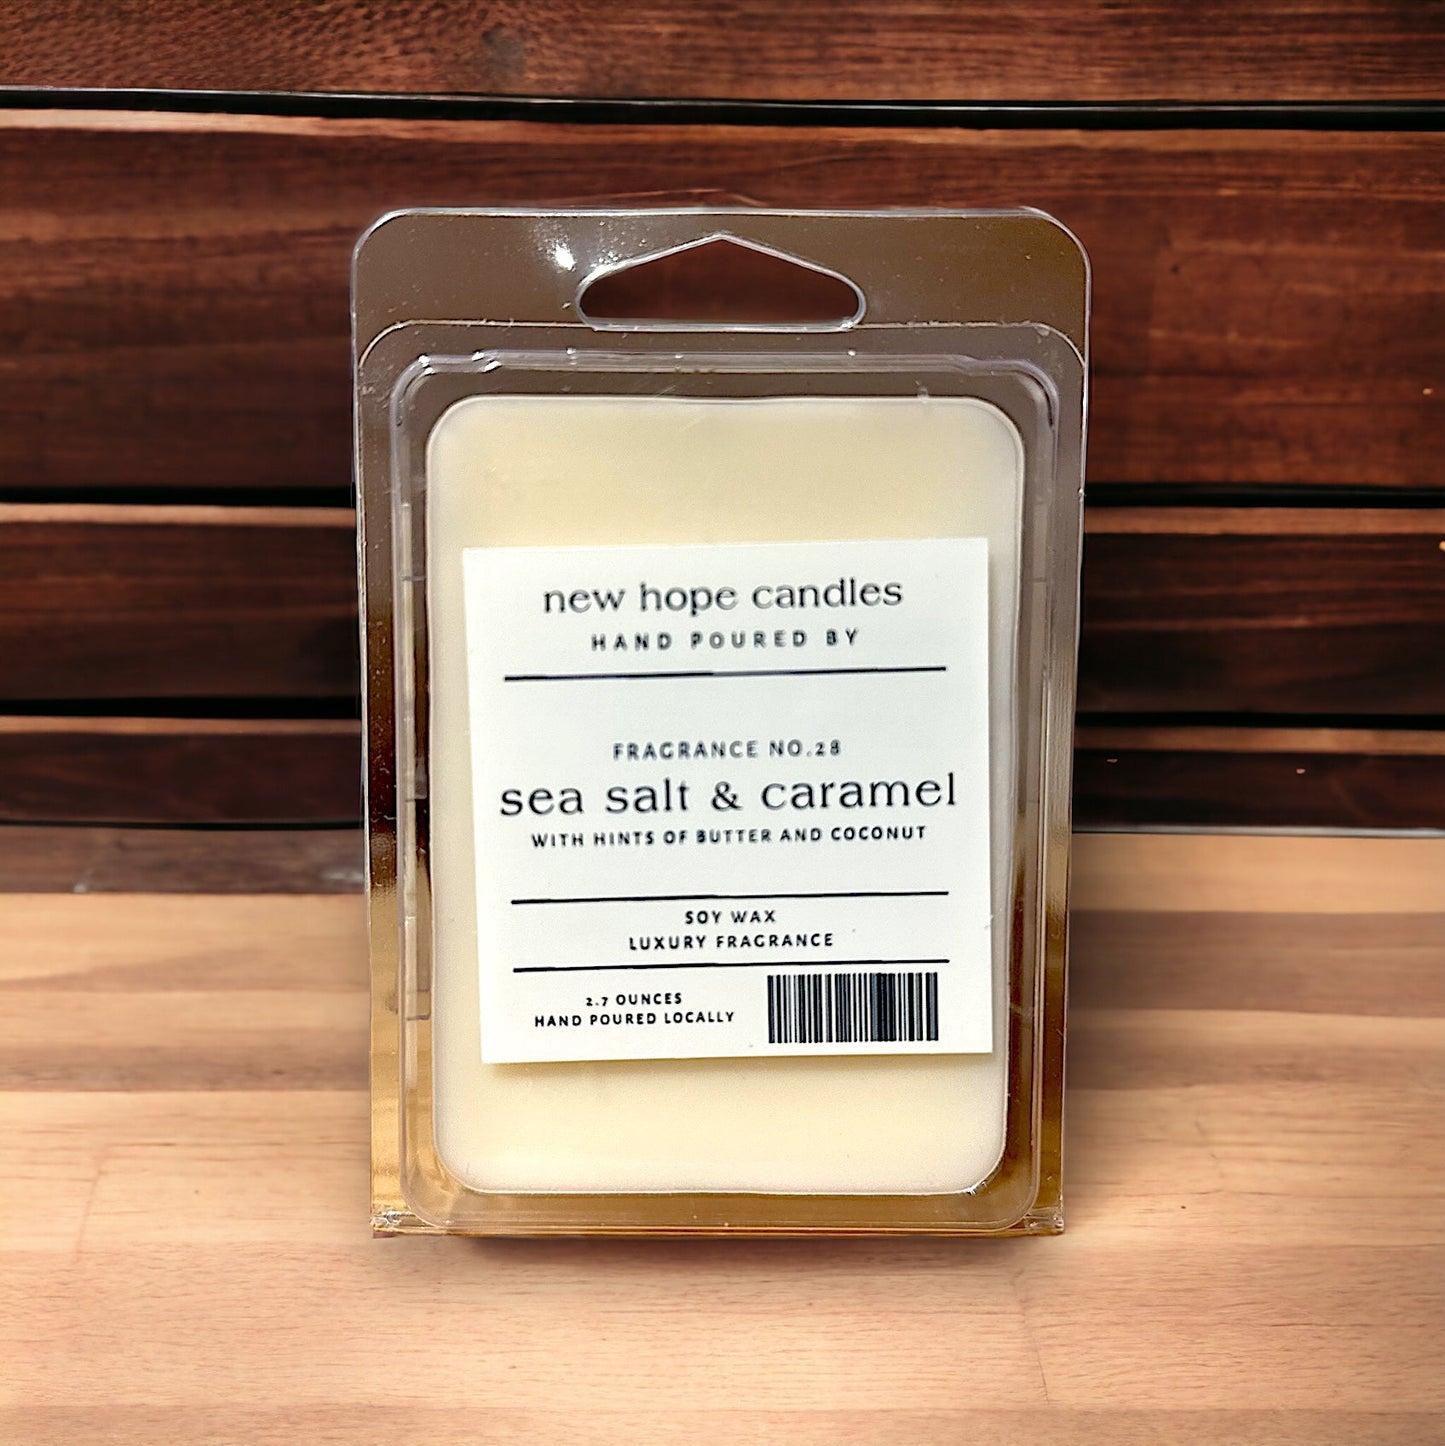 new hope candles
HAND POURED BY
FRAGRANCE NO.28
sea salt & caramel
WITH HINTS OF BUTTER AND COCONUT
SOY WAX
LUXURY FRAGRANCE
2.7 OUNCES
HAND POURED LOCALLY